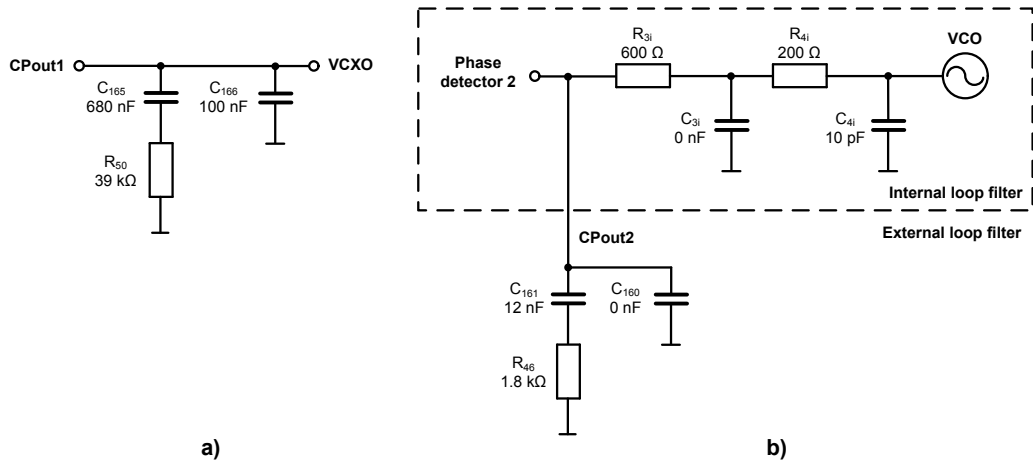 CPout1
VCXO
C165
680 nF
C166
100 nF
R50
39 kΩ
a)
Phase
detector 2
R3i
600 Ω
R4i
200 Ω
VCO
C3i
0 nF
C4i
10 pF
Internal loop filter
External loop filter
CPout2
C161
12 nF
C160
0 nF
R46
1.8 kΩ
b)